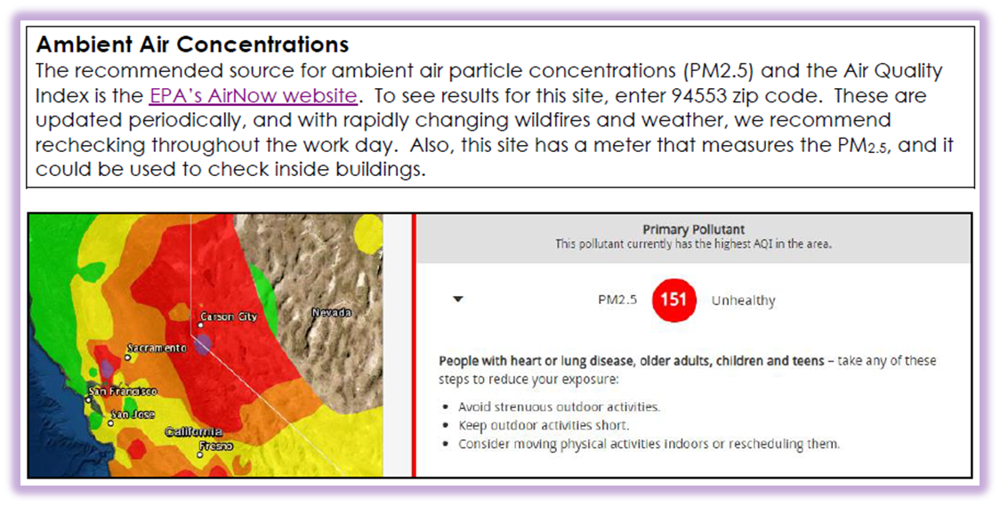 Ambient Air Concentrations
The recommended source for ambient air particle concentrations (PM2.5) and the Air Quality
Index is the EPA's AirNow website.  To see results for this site, enter 94553 zip code.  These are
updated periodically, and with rapidly changing wildfires and weather, we recommend
rechecking throughout the work day.  Also, this site has a meter that measures the PM2.5, and it
could be used to check inside buildings.
Carson City
Nevada
Sacramento
San Francisco
San Jose
California
Fresno
Primary Pollutant
This pollutant currently has the highest AQI in the area.
PM2.5 151 Unhealthy
People with heart or lung disease, older adults, children and teens – take any of these
steps to reduce your exposure:
• Avoid strenuous outdoor activities.
• Keep outdoor activities short.
• Consider moving physical activities indoors or rescheduling them.